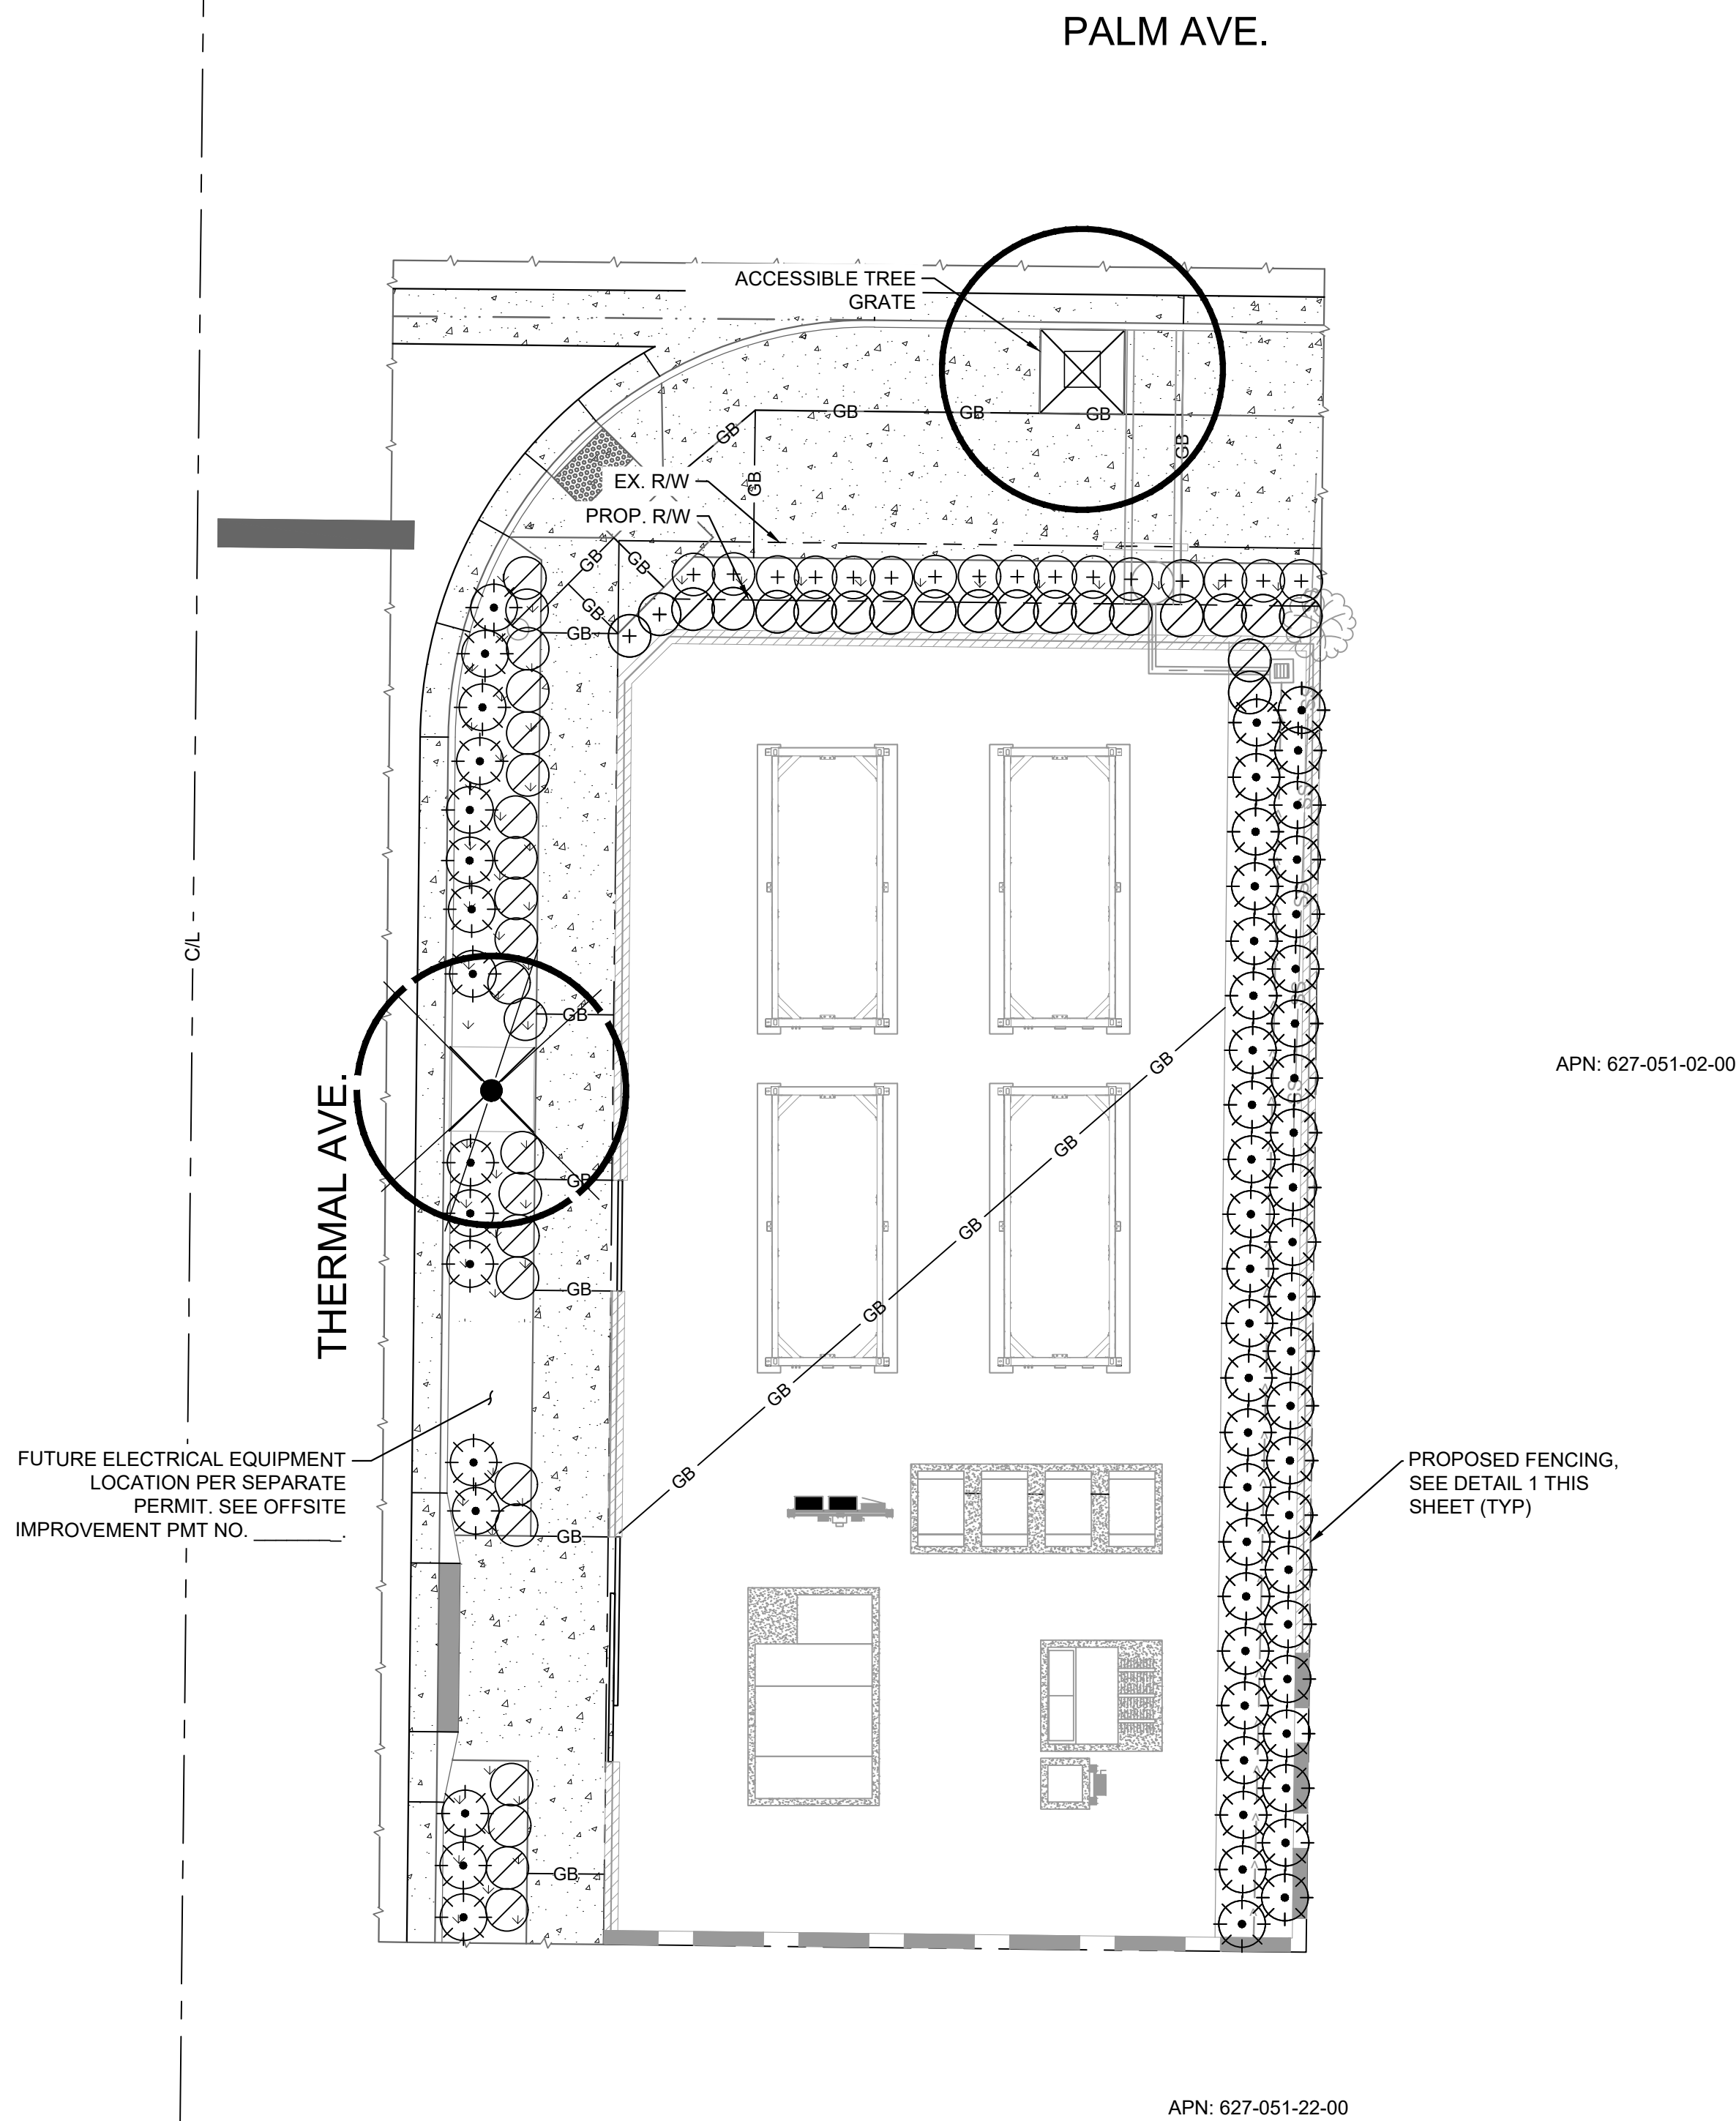 PALM AVE.
ACCESSIBLE TREE
GRATE
GB
GB
GB
GB
GB
GB
EX. R/W
PROP. R/W
GB
GB
GB
GB
C/L
GB
GB
APN: 627-051-02-00
THERMAL AVE.
GB
GB
GB
GB
GB
GB
GB
FUTURE ELECTRICAL EQUIPMENT
LOCATION PER SEPARATE
PERMIT. SEE OFFSITE
IMPROVEMENT PMT NO. ________.
PROPOSED FENCING,
SEE DETAIL 1 THIS
SHEET (TYP)
GB
GB
APN: 627-051-22-00